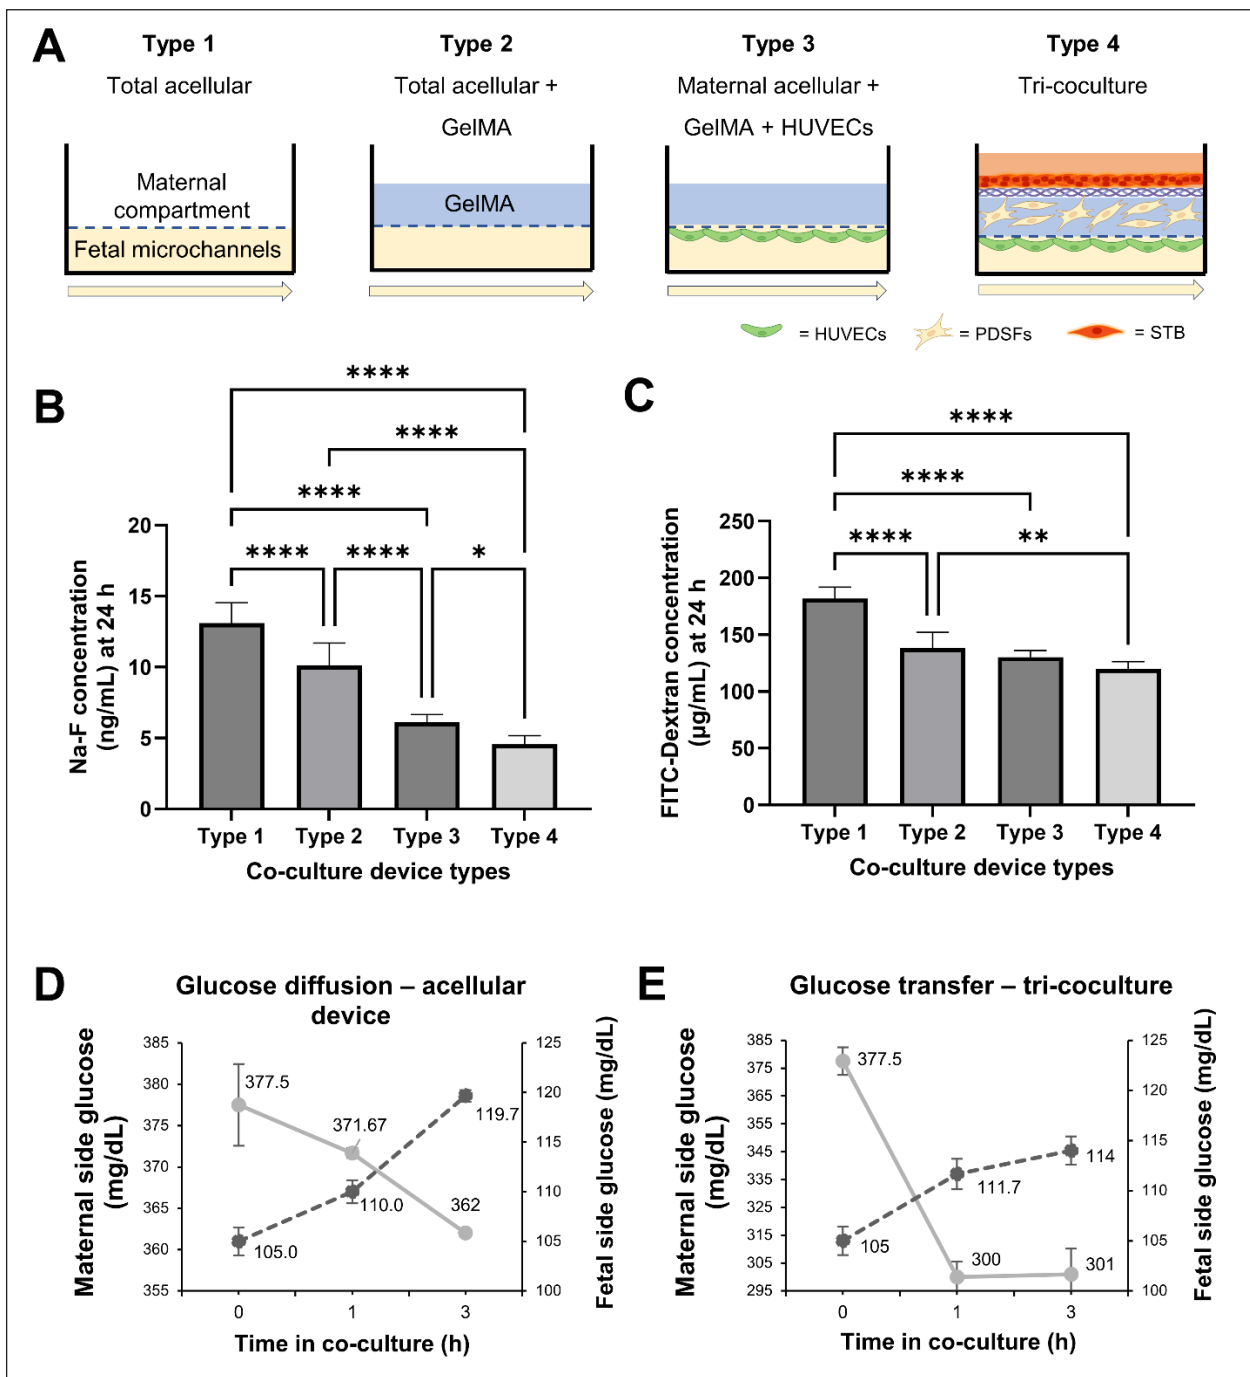 A
Type 1
Total acellular
Maternal
compartment
Fetal microchannels
Type 2
Total acellular +
GelMA
GelMA
Type 3
Maternal acellular +
GelMA + HUVECs
Type 4
Tri-coculture
= HUVECs
= PDSFs
= STB
B
****
****
****
**** **** *
Na-F concentration
(ng/mL) at 24 h
20
15
10
5
0
Type 1 Type 2 Type 3 Type 4
Co-culture device types
C
****
****
**** **
FITC-Dextran concentration
(µg/mL) at 24 h
250
200
150
100
50
0
Type 1 Type 2 Type 3 Type 4
Co-culture device types
D
Glucose diffusion – acellular
device
Maternal side glucose
(mg/dL)
385
380
375
370
365
360
355
377.5
371.67
362
105.0
110.0
119.7
125
120
115
110
105
100
Fetal side glucose (mg/dL)
0 1 3
Time in co-culture (h)
E
Glucose transfer – tri-coculture
Maternal side glucose
(mg/dL)
385
375
365
355
345
335
325
315
305
295
377.5
300
301
105
111.7
114
125
120
115
110
105
100
Fetal side glucose (mg/dL)
0 1 3
Time in co-culture (h)